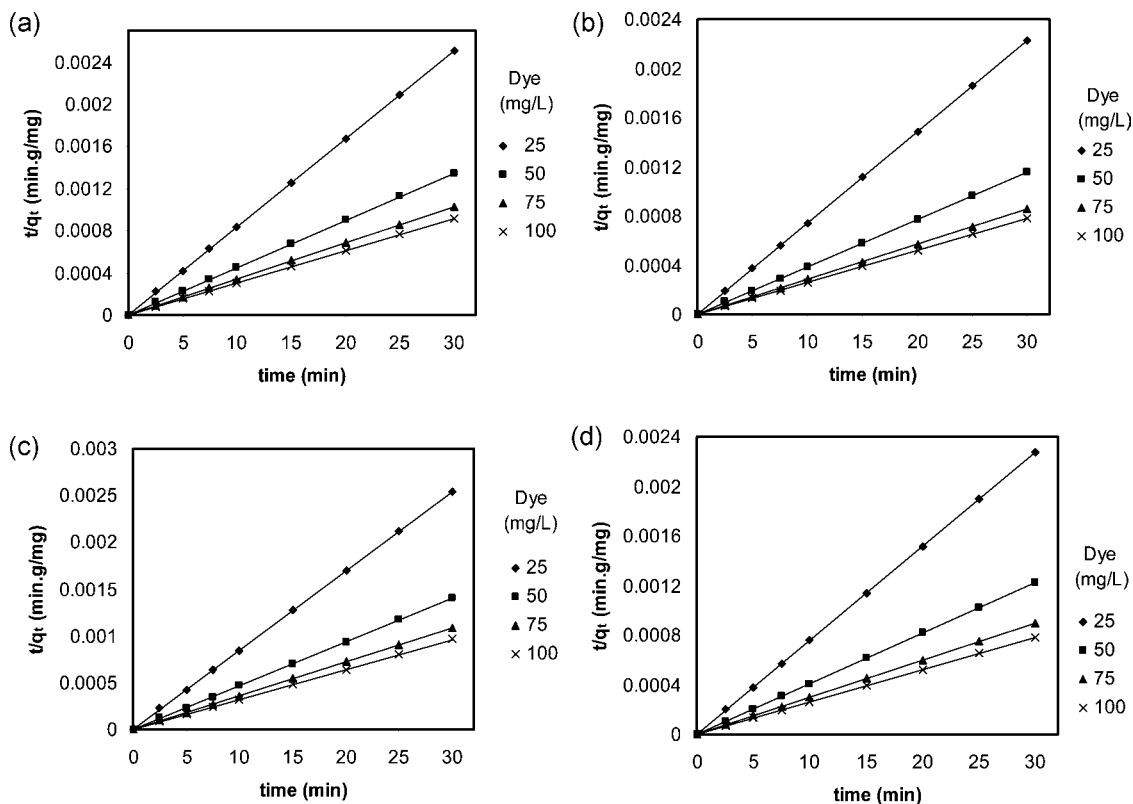 (a)
t/qt (min.g/mg)
0.0024
0.002
0.0016
0.0012
0.0008
0.0004
0
0 5 10 15 20 25 30
time (min)
Dye
(mg/L)
25
50
75
100
(b)
t/qt (min.g/mg)
0.0024
0.002
0.0016
0.0012
0.0008
0.0004
0
0 5 10 15 20 25 30
time (min)
Dye
(mg/L)
25
50
75
100
(c)
t/qt (min.g/mg)
0.003
0.0025
0.002
0.0015
0.001
0.0005
0
0 5 10 15 20 25 30
time (min)
Dye
(mg/L)
25
50
75
100
(d)
t/qt (min.g/mg)
0.0024
0.002
0.0016
0.0012
0.0008
0.0004
0
0 5 10 15 20 25 30
time (min)
Dye
(mg/L)
25
50
75
100